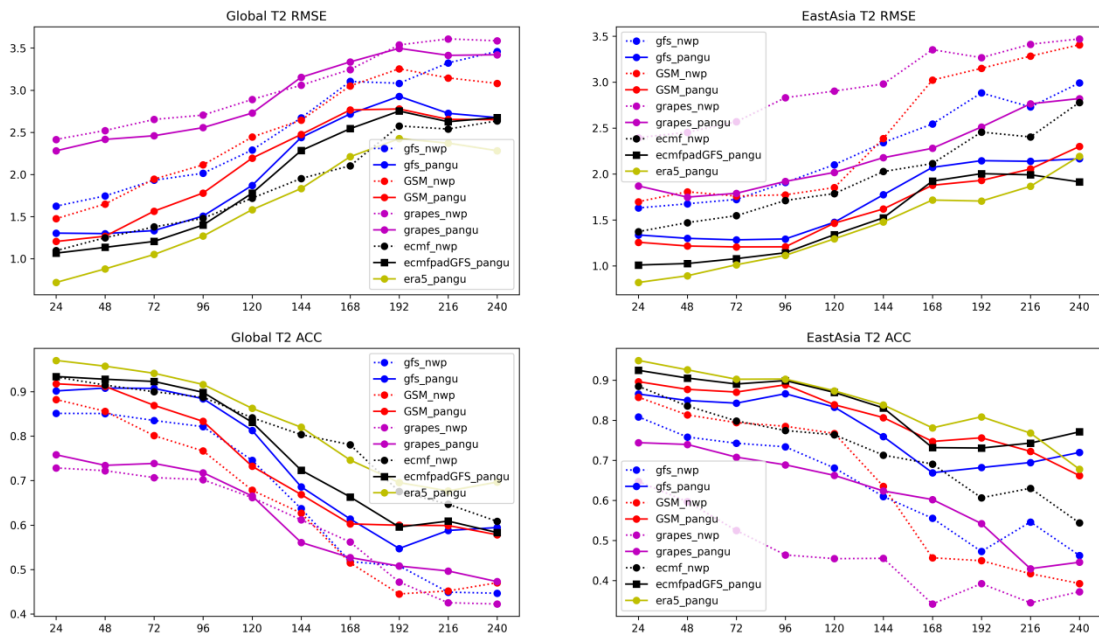 Global T2 RMSE
3.5
3.0
2.5
2.0
1.5
1.0
gfs_nwp
gfs_pangu
GSM_nwp
GSM_pangu
grapes_nwp
grapes_pangu
ecmf_nwp
ecmfpadGFS_pangu
era5_pangu
24 48 72 96 120 144 168 192 216 240
EastAsia T2 RMSE
3.5
3.0
2.5
2.0
1.5
1.0
gfs_nwp
gfs_pangu
GSM_nwp
GSM_pangu
grapes_nwp
grapes_pangu
ecmf_nwp
ecmfpadGFS_pangu
era5_pangu
24 48 72 96 120 144 168 192 216 240
Global T2 ACC
0.9
0.8
0.7
0.6
0.5
0.4
gfs_nwp
gfs_pangu
GSM_nwp
GSM_pangu
grapes_nwp
grapes_pangu
ecmf_nwp
ecmfpadGFS_pangu
era5_pangu
24 48 72 96 120 144 168 192 216 240
EastAsia T2 ACC
0.9
0.8
0.7
0.6
0.5
0.4
gfs_nwp
gfs_pangu
GSM_nwp
GSM_pangu
grapes_nwp
grapes_pangu
ecmf_nwp
ecmfpadGFS_pangu
era5_pangu
24 48 72 96 120 144 168 192 216 240